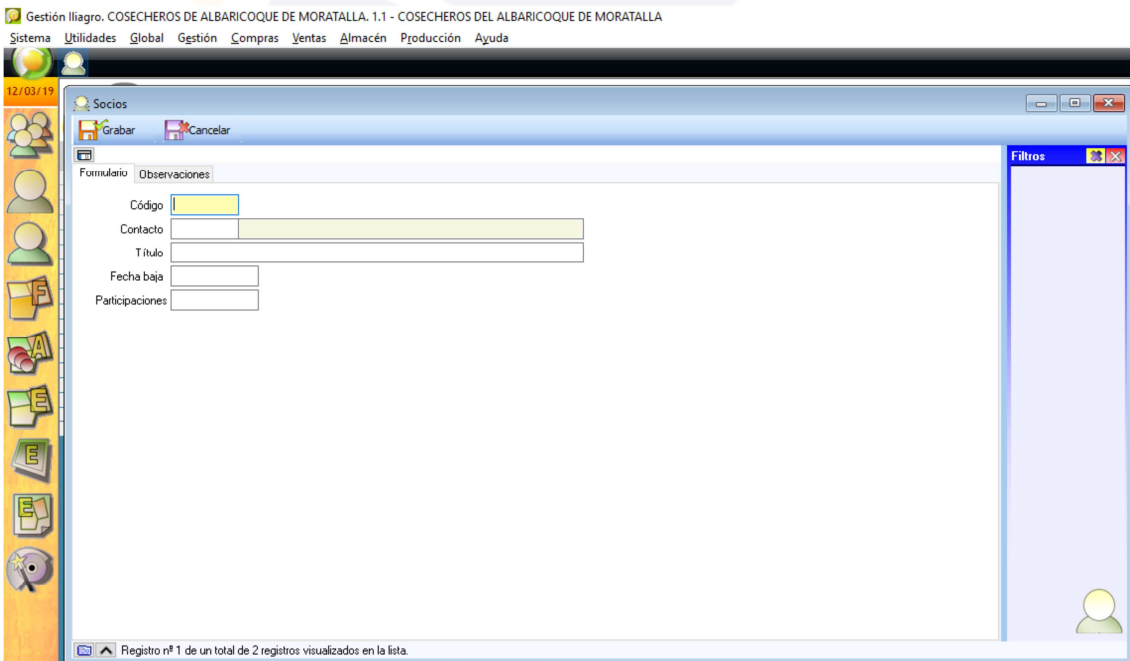 Gestión Iliagro. COSECHEROS DE ALBARICOQUE DE MORATALLA. 1.1 - COSECHEROS DEL ALBARICOQUE DE MORATALLA
Sistema Utilidades Global Gestión Compras Ventas Almacén Producción Ayuda
12/03/19
Socios
Grabar Cancelar
Filtros
Formulario Observaciones
Código
Contacto
Título
Fecha baja
Participaciones
F
A
E
E
E
Registro nº 1 de un total de 2 registros visualizados en la lista.